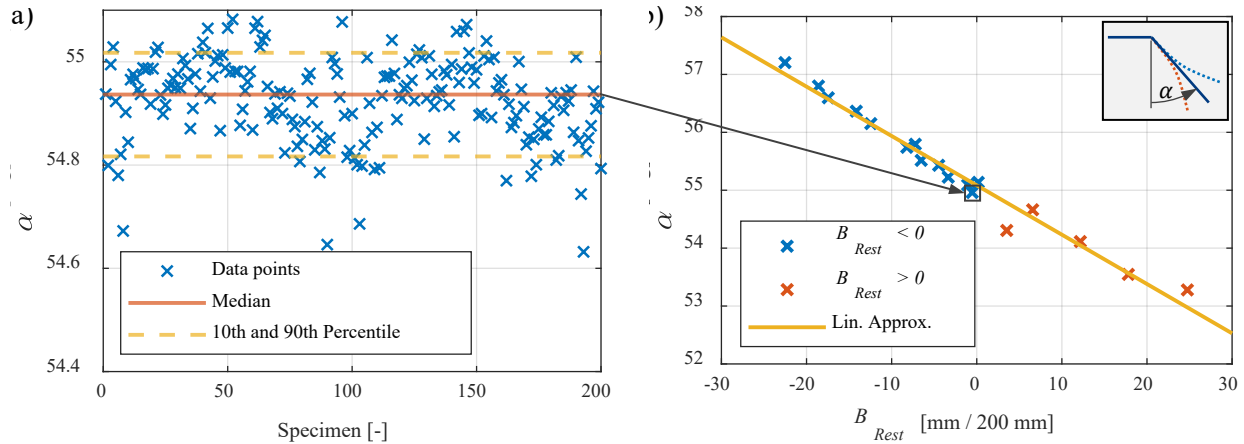 a)
α
55
54.8
54.6
54.4
0
50
100
150
200
Specimen [-]
Data points
Median
10th and 90th Percentile
b)
α
58
57
56
55
54
53
52
-30
-20
-10
0
10
20
30
B Rest [mm / 200 mm]
B Rest < 0
B Rest > 0
Lin. Approx.
α